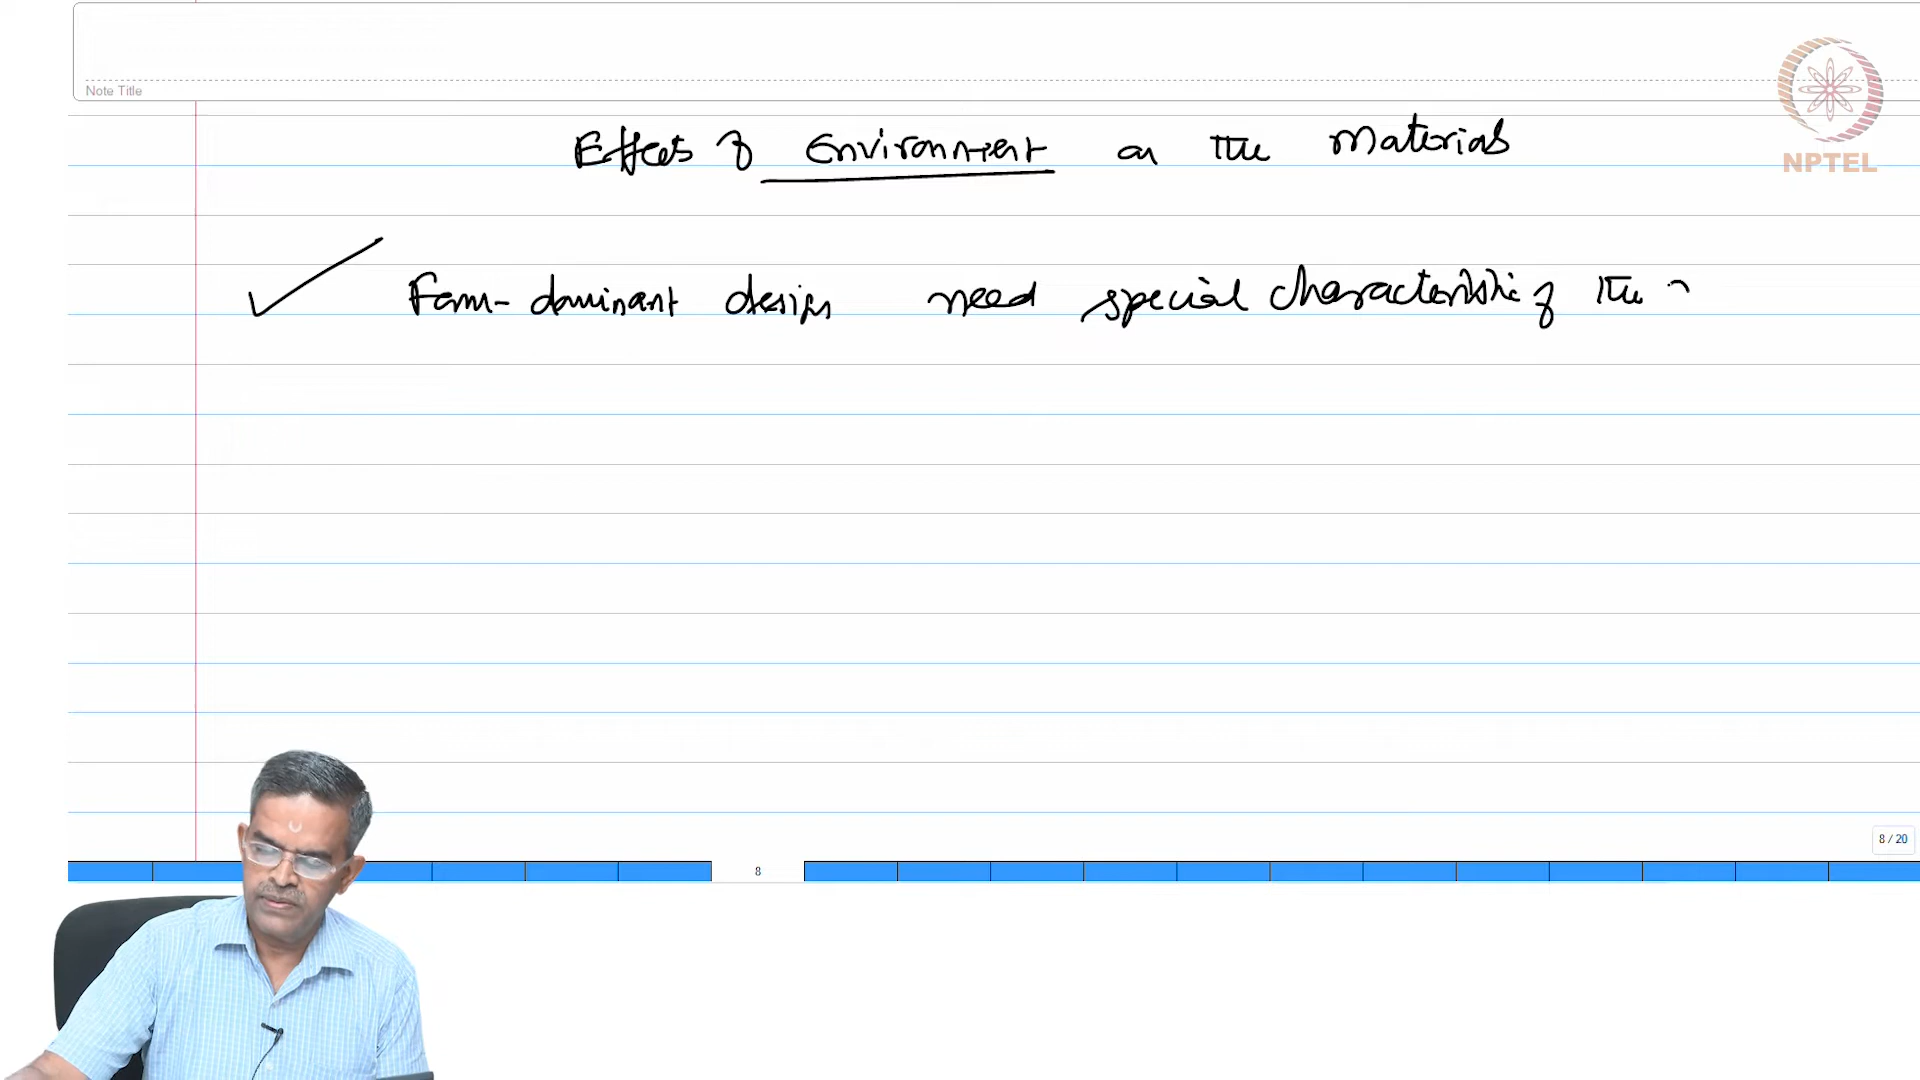 Note Title
NPTEL
Effects of Environment on the Materials
Form-dominant design need special characteristic of the
8 / 20
8